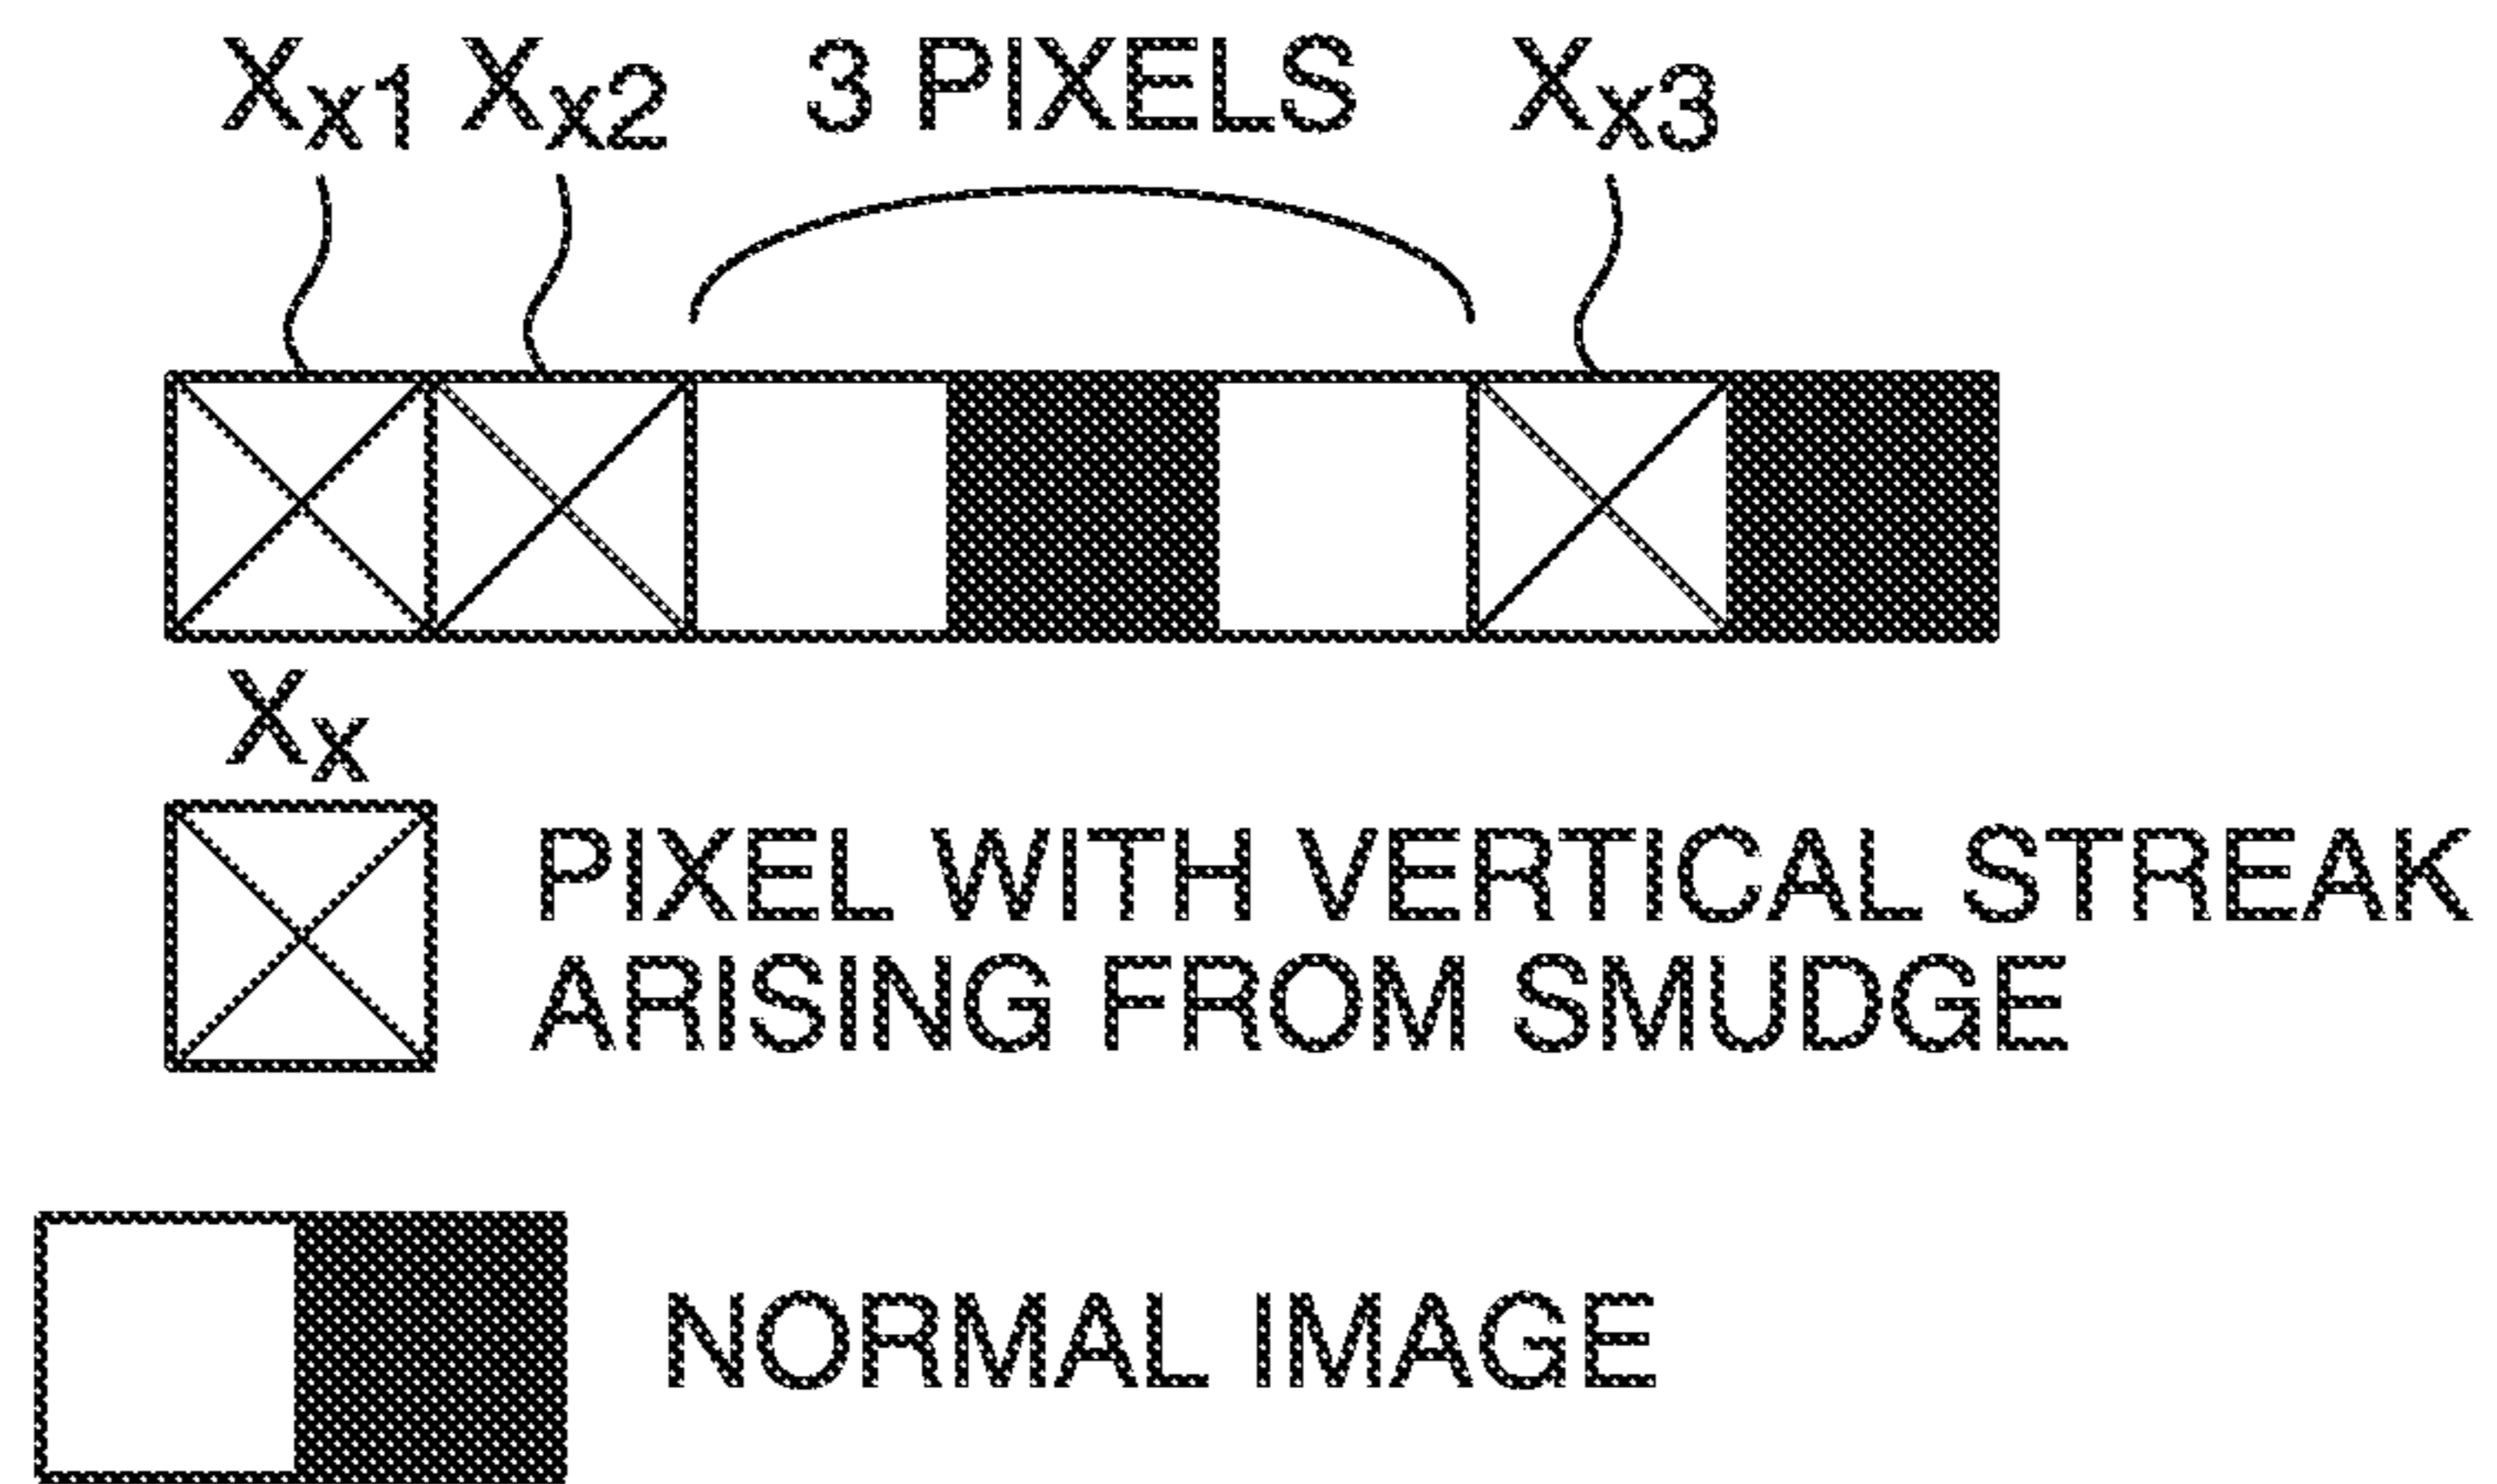 Xx1 Xx2 3 PIXELS Xx3
Xx
PIXEL WITH VERTICAL STREAK
ARISING FROM SMUDGE
NORMAL IMAGE